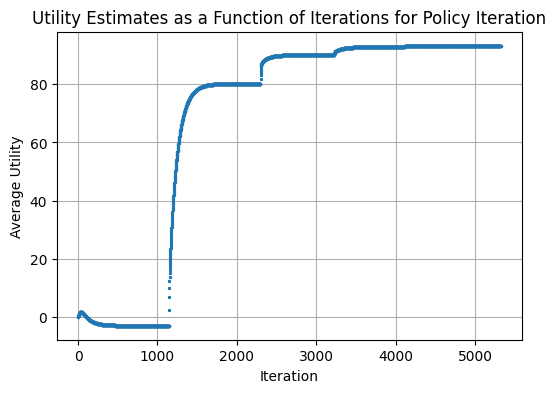 Utility Estimates as a Function of Iterations for Policy Iteration
Average Utility
80
60
40
20
0
0 1000 2000 3000 4000 5000
Iteration